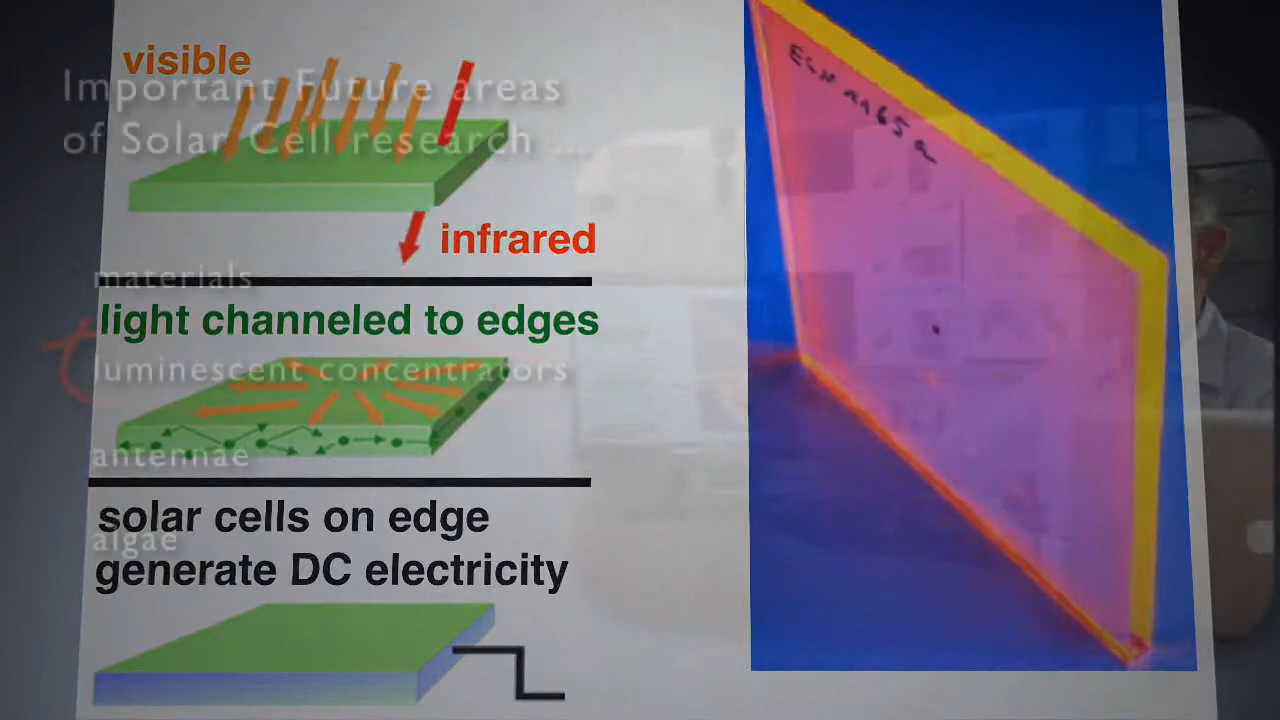 visible
Important Future areas
of Solar Cell research ...
infrared
materials
light channeled to edges
luminescent concentrators
antennae
solar cells on edge
algae
generate DC electricity